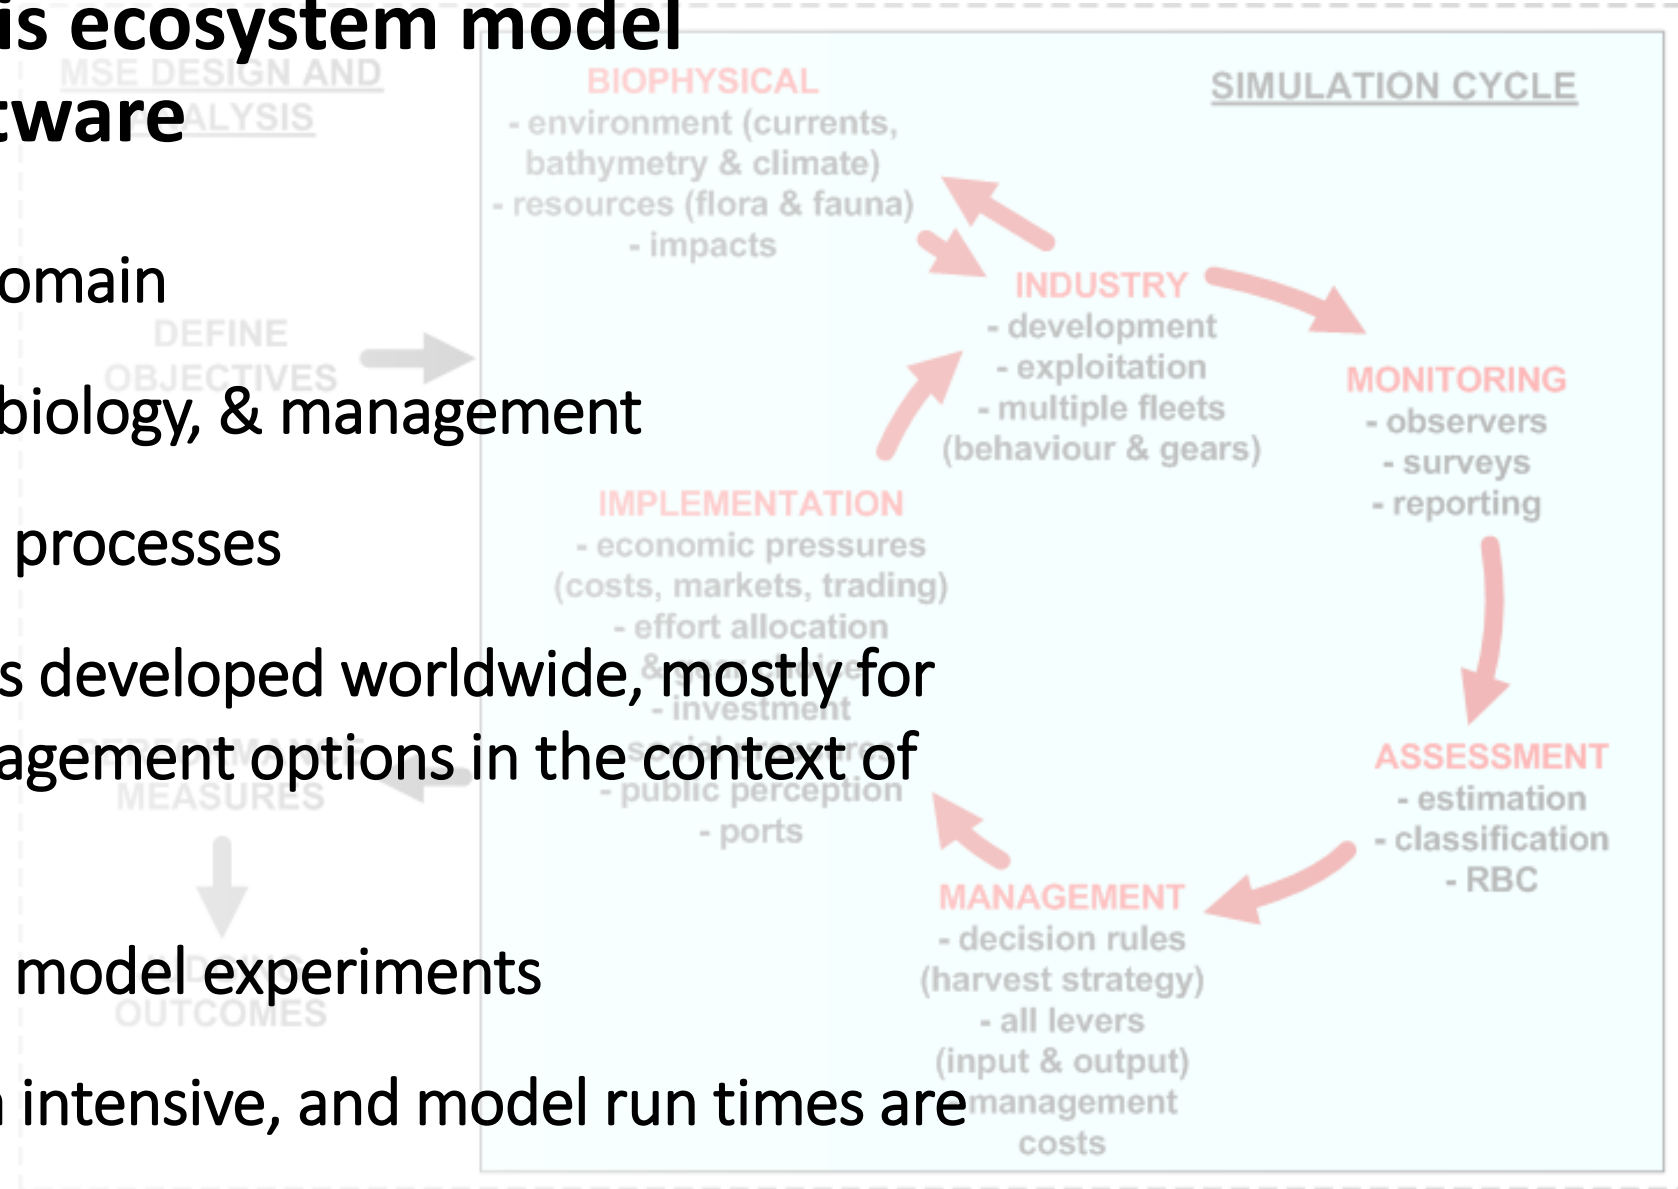 is ecosystem model
tware
omain
biology, & management
processes
s developed worldwide, mostly for
agement options in the context of
model experiments
intensive, and model run times are
MSE DESIGN AND
ALYSIS
DEFINE
OBJECTIVES
MEASURES
OUTCOMES
SIMULATION CYCLE
BIOPHYSICAL
- environment (currents,
bathymetry & climate)
- resources (flora & fauna)
- impacts
INDUSTRY
- development
- exploitation
- multiple fleets
(behaviour & gears)
MONITORING
- observers
- surveys
- reporting
ASSESSMENT
- estimation
- classification
- RBC
MANAGEMENT
- decision rules
(harvest strategy)
- all levers
(input & output)
management
costs
IMPLEMENTATION
- economic pressures
(costs, markets, trading)
- effort allocation
& gear choice
- investment
social pressures
- public perception
- ports